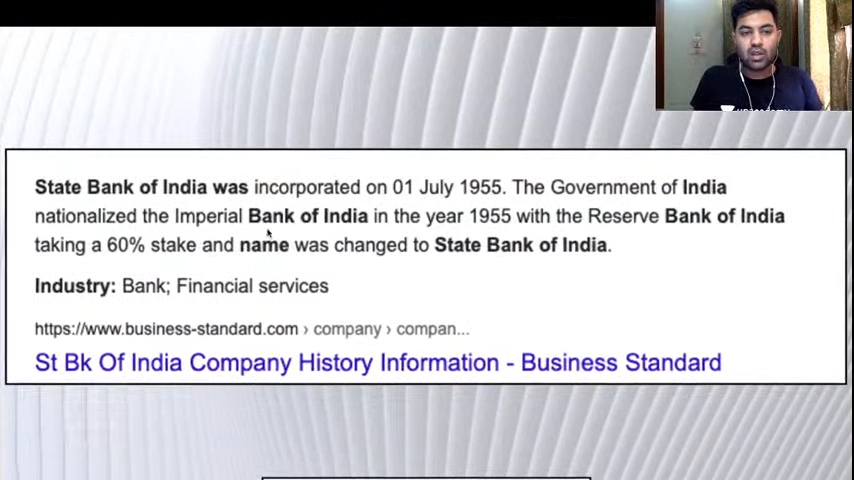 State Bank of India was incorporated on 01 July 1955. The Government of India
nationalized the Imperial Bank of India in the year 1955 with the Reserve Bank of India
taking a 60% stake and name was changed to State Bank of India.
Industry: Bank; Financial services
https://www.business-standard.com › company › compan...
St Bk Of India Company History Information - Business Standard